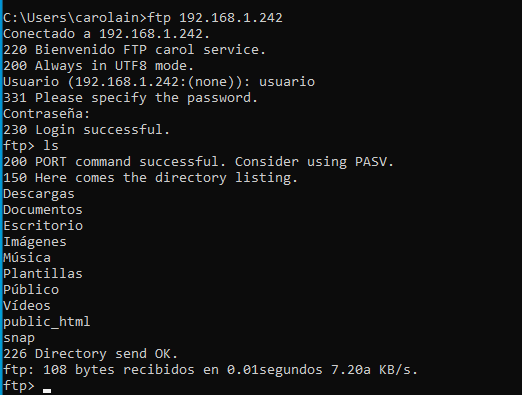 C:\Users\carolain>ftp 192.168.1.242
Conectado a 192.168.1.242.
220 Bienvenido FTP carol service.
200 Always in UTF8 mode.
Usuario (192.168.1.242:(none)): usuario
331 Please specify the password.
Contraseña:
230 Login successful.
ftp> ls
200 PORT command successful. Consider using PASV.
150 Here comes the directory listing.
Descargas
Documentos
Escritorio
Imágenes
Música
Plantillas
Público
Vídeos
public_html
snap
226 Directory send OK.
ftp: 108 bytes recibidos en 0.01segundos 7.20a KB/s.
ftp>